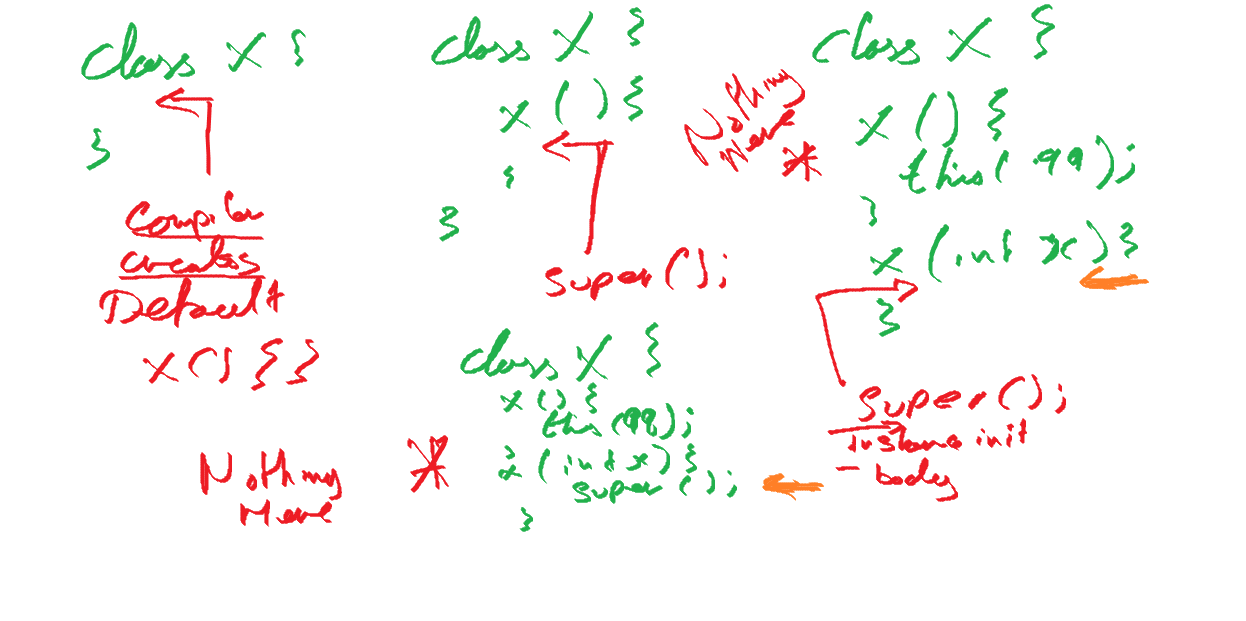 class X {
}
Compiler
creates
Default
X() { }
class X {
X() {
}
}
super();
Nothing
Here
*
class X {
X() {
this(99);
}
X(int x) {
}
super();
instance init
- body
class X {
X() {
this(99);
}
X(int x) {
super();
}
Nothing
Here
*